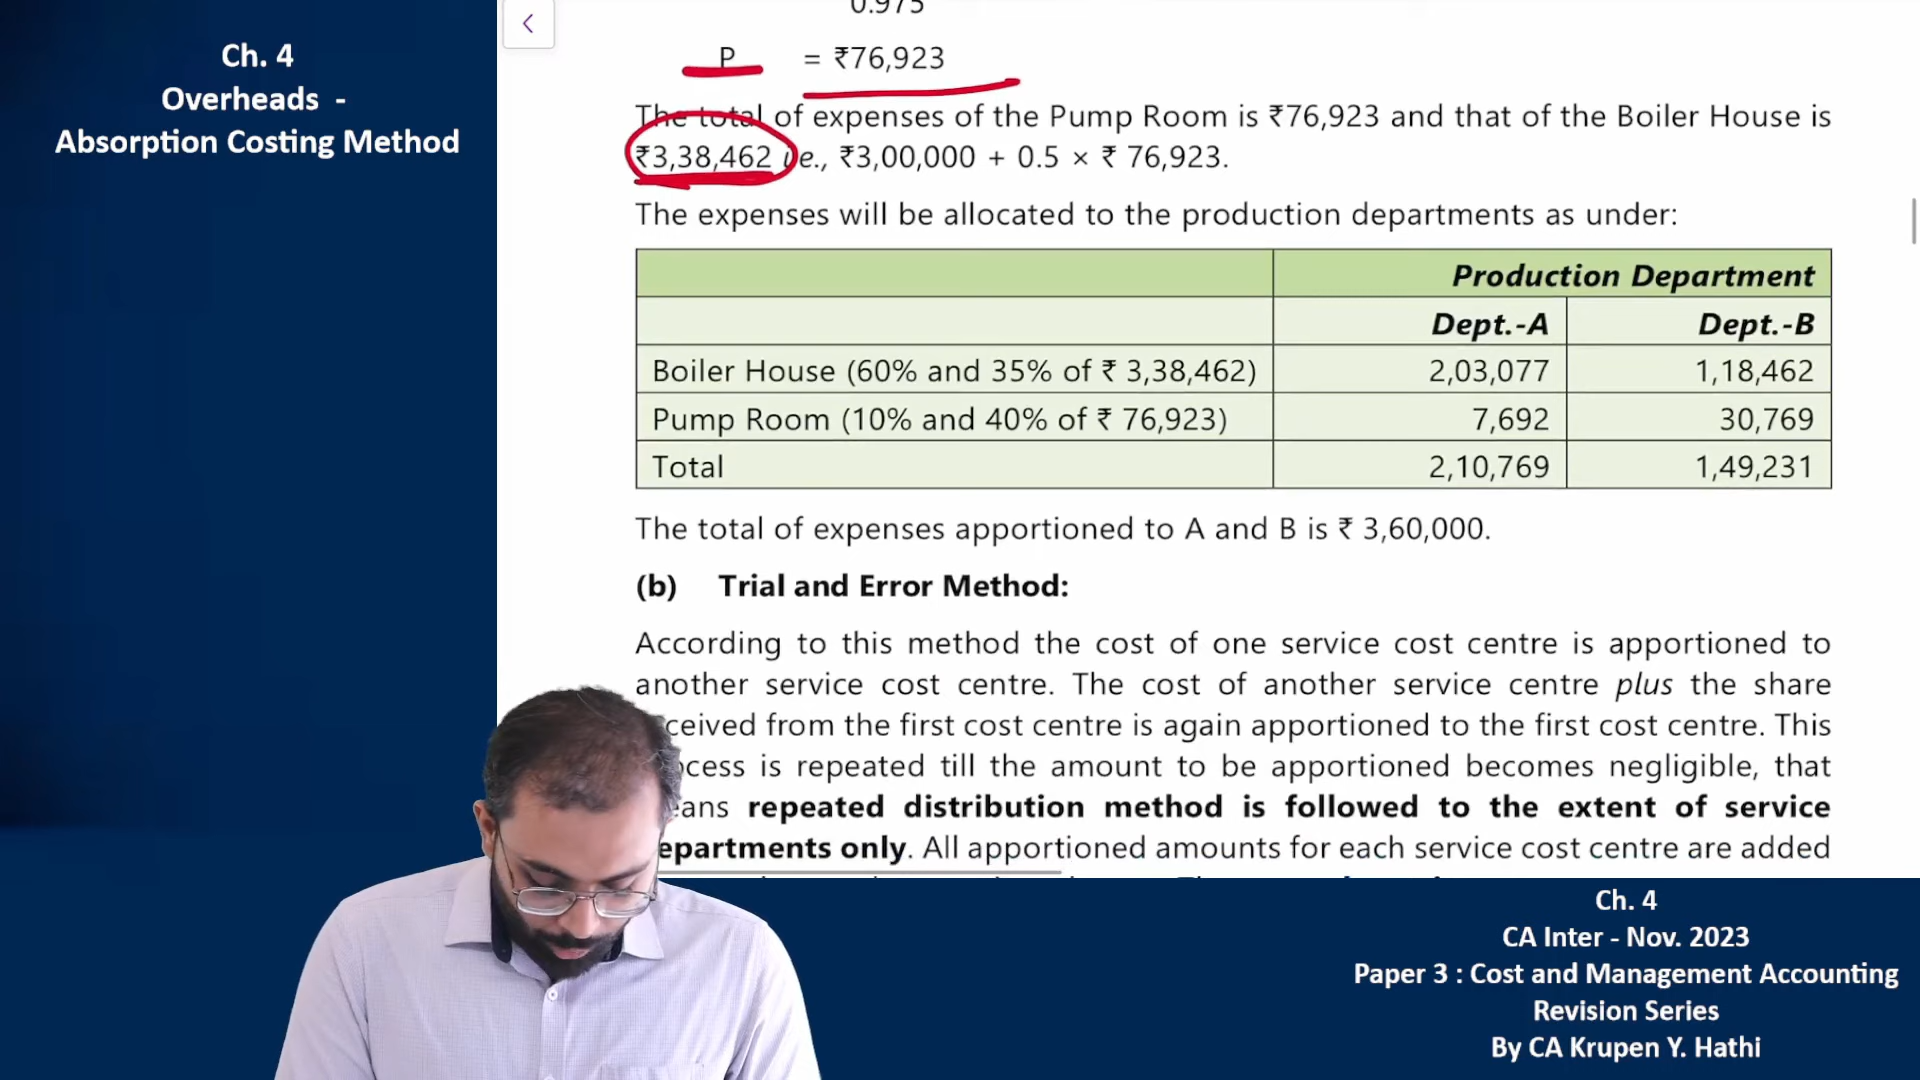 Ch. 4
Overheads -
Absorption Costing Method
0.975
P = ₹76,923
The total of expenses of the Pump Room is ₹76,923 and that of the Boiler House is
₹3,38,462 i.e., ₹3,00,000 + 0.5 × ₹ 76,923.
The expenses will be allocated to the production departments as under:
Production Department
Dept.-A Dept.-B
Boiler House (60% and 35% of ₹ 3,38,462) 2,03,077 1,18,462
Pump Room (10% and 40% of ₹ 76,923) 7,692 30,769
Total 2,10,769 1,49,231
The total of expenses apportioned to A and B is ₹ 3,60,000.
(b) Trial and Error Method:
According to this method the cost of one service cost centre is apportioned to
another service cost centre. The cost of another service centre plus the share
ceived from the first cost centre is again apportioned to the first cost centre. This
ocess is repeated till the amount to be apportioned becomes negligible, that
eans repeated distribution method is followed to the extent of service
epartments only. All apportioned amounts for each service cost centre are added
Ch. 4
CA Inter - Nov. 2023
Paper 3 : Cost and Management Accounting
Revision Series
By CA Krupen Y. Hathi